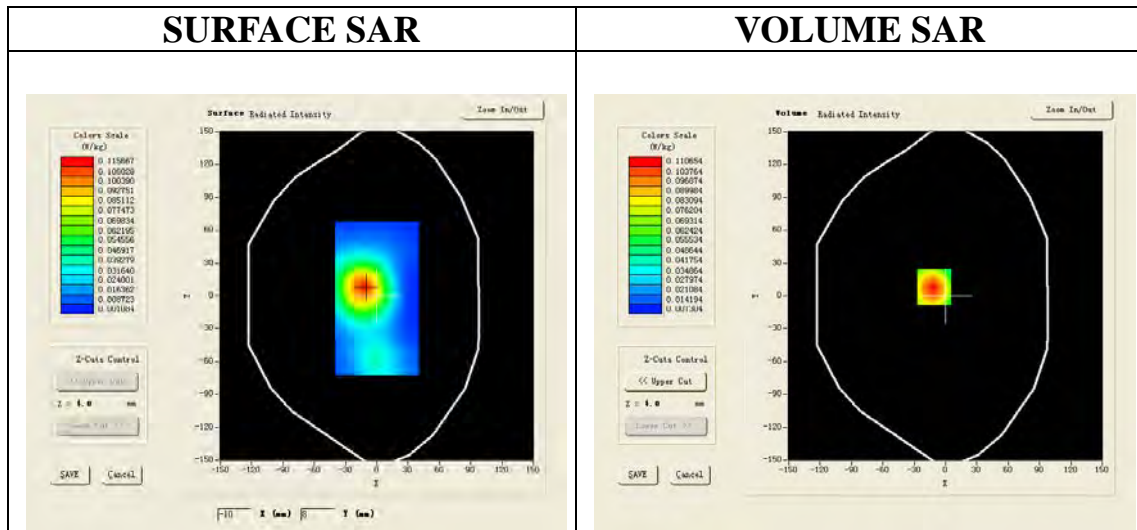 SURFACE SAR
Surface Radiated Intensity
Zoom In/Out
Colors Scale
(W/kg)
0.100390
0.092751
0.085112
0.077473
0.069834
0.062195
0.054556
0.046917
0.039279
0.031640
0.024001
0.016362
0.008723
0.001084
150
120
90
60
30
0
-30
-60
-90
-120
-150
Y
-150 -120 -90 -60 -30 0 30 60 90 120 150
X
Z-Cuts Control
Z = 4.0 mm
SAVE Cancel
-10 X (mm) 8 Y (mm)
VOLUME SAR
Volume Radiated Intensity
Zoom In/Out
Colors Scale
(W/kg)
0.110654
0.103764
0.089984
0.083094
0.076204
0.069314
0.062424
0.055534
0.048644
0.041754
0.034864
0.027974
0.021084
0.014194
0.007304
150
120
90
60
30
0
-30
-60
-90
-120
-150
Y
-150 -120 -90 -60 -30 0 30 60 90 120 150
X
Z-Cuts Control
<< Upper Cut
Z = 4.0 mm
Lower Cut >>
SAVE Cancel